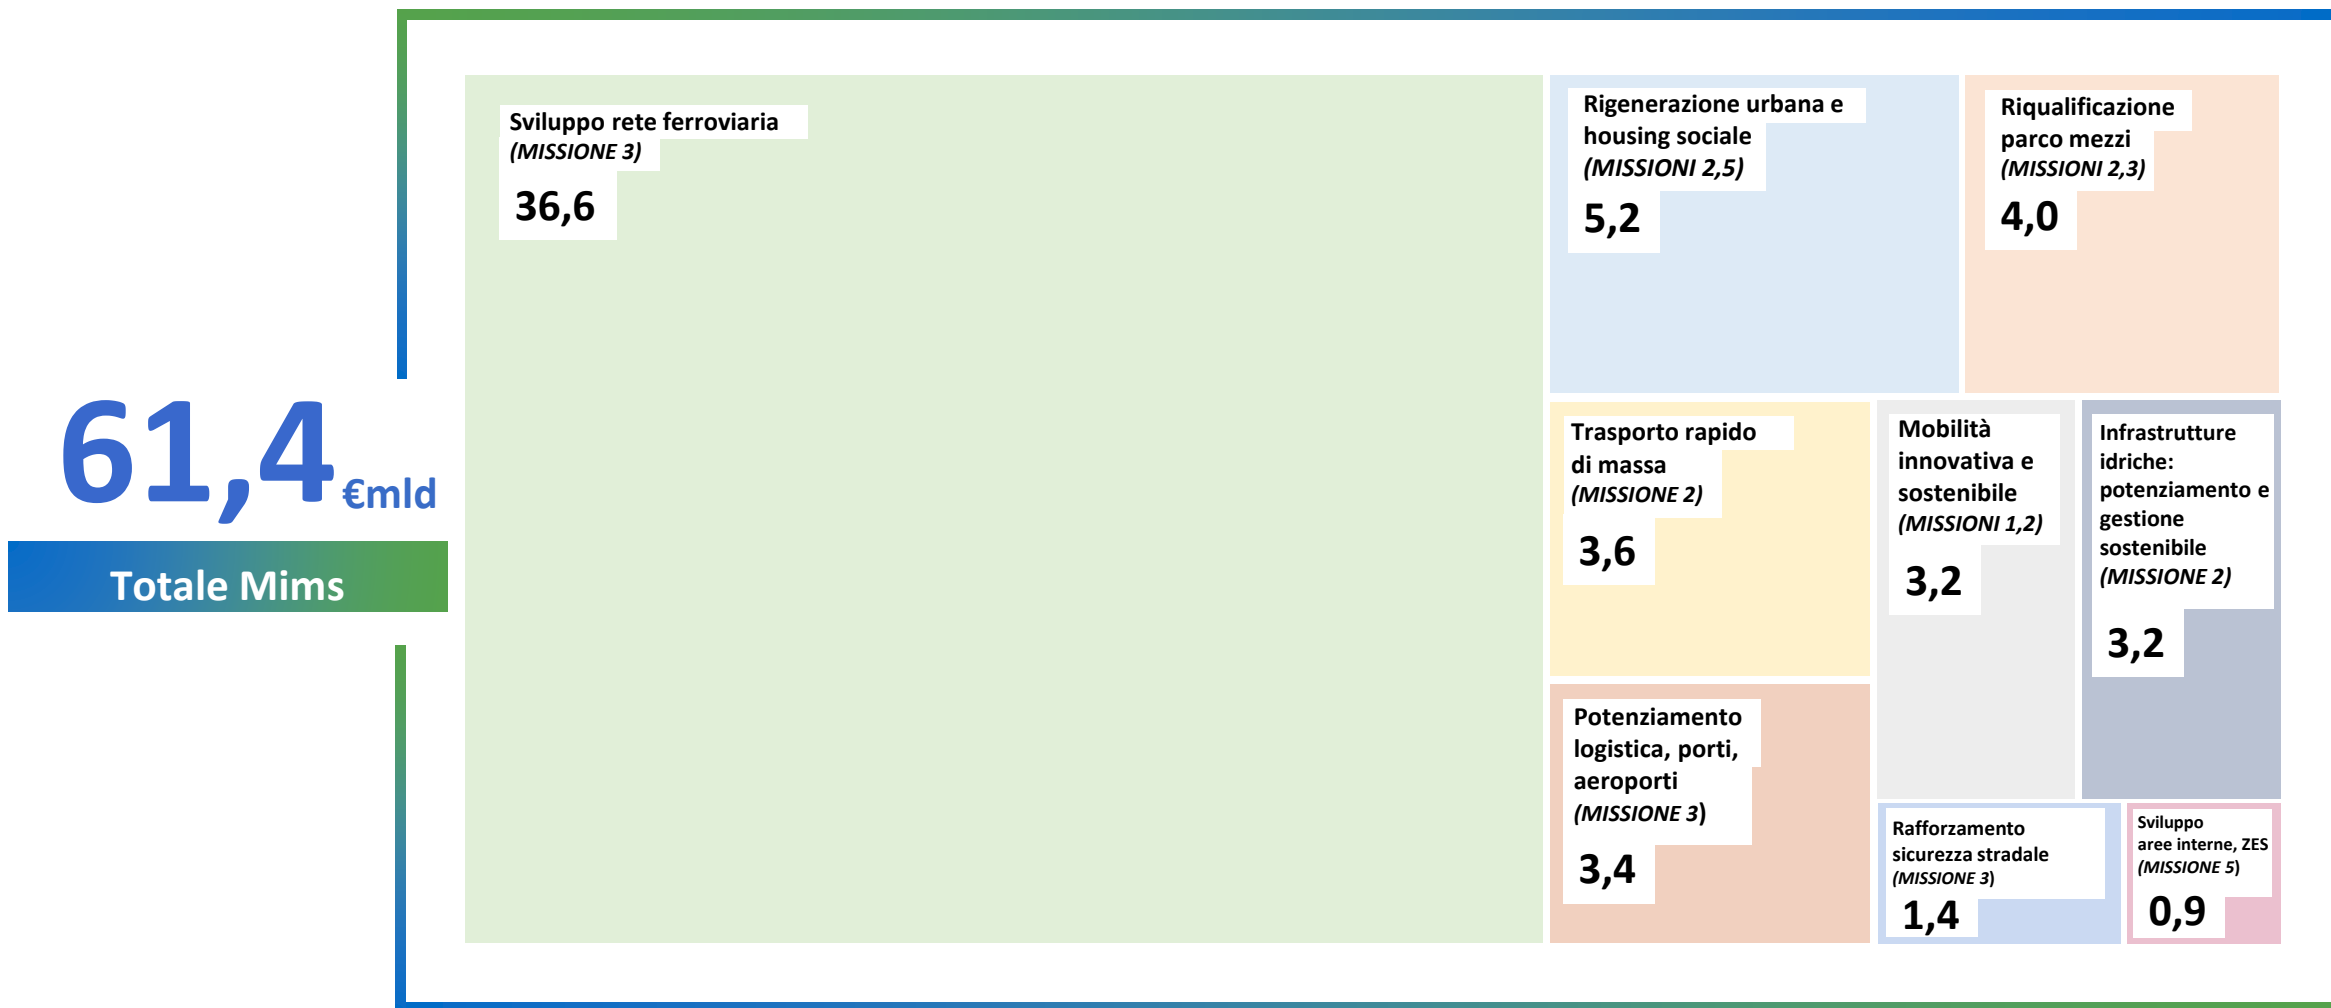 61,4 €mld
Totale Mims
Sviluppo rete ferroviaria
(MISSIONE 3)
36,6
Rigenerazione urbana e
housing sociale
(MISSIONI 2,5)
5,2
Riqualificazione
parco mezzi
(MISSIONI 2,3)
4,0
Trasporto rapido
di massa
(MISSIONE 2)
3,6
Mobilità
innovativa e
sostenibile
(MISSIONI 1,2)
3,2
Infrastrutture
idriche:
potenziamento e
gestione
sostenibile
(MISSIONE 2)
3,2
Potenziamento
logistica, porti,
aeroporti
(MISSIONE 3)
3,4
Rafforzamento
sicurezza stradale
(MISSIONE 3)
1,4
Sviluppo
aree interne, ZES
(MISSIONE 5)
0,9